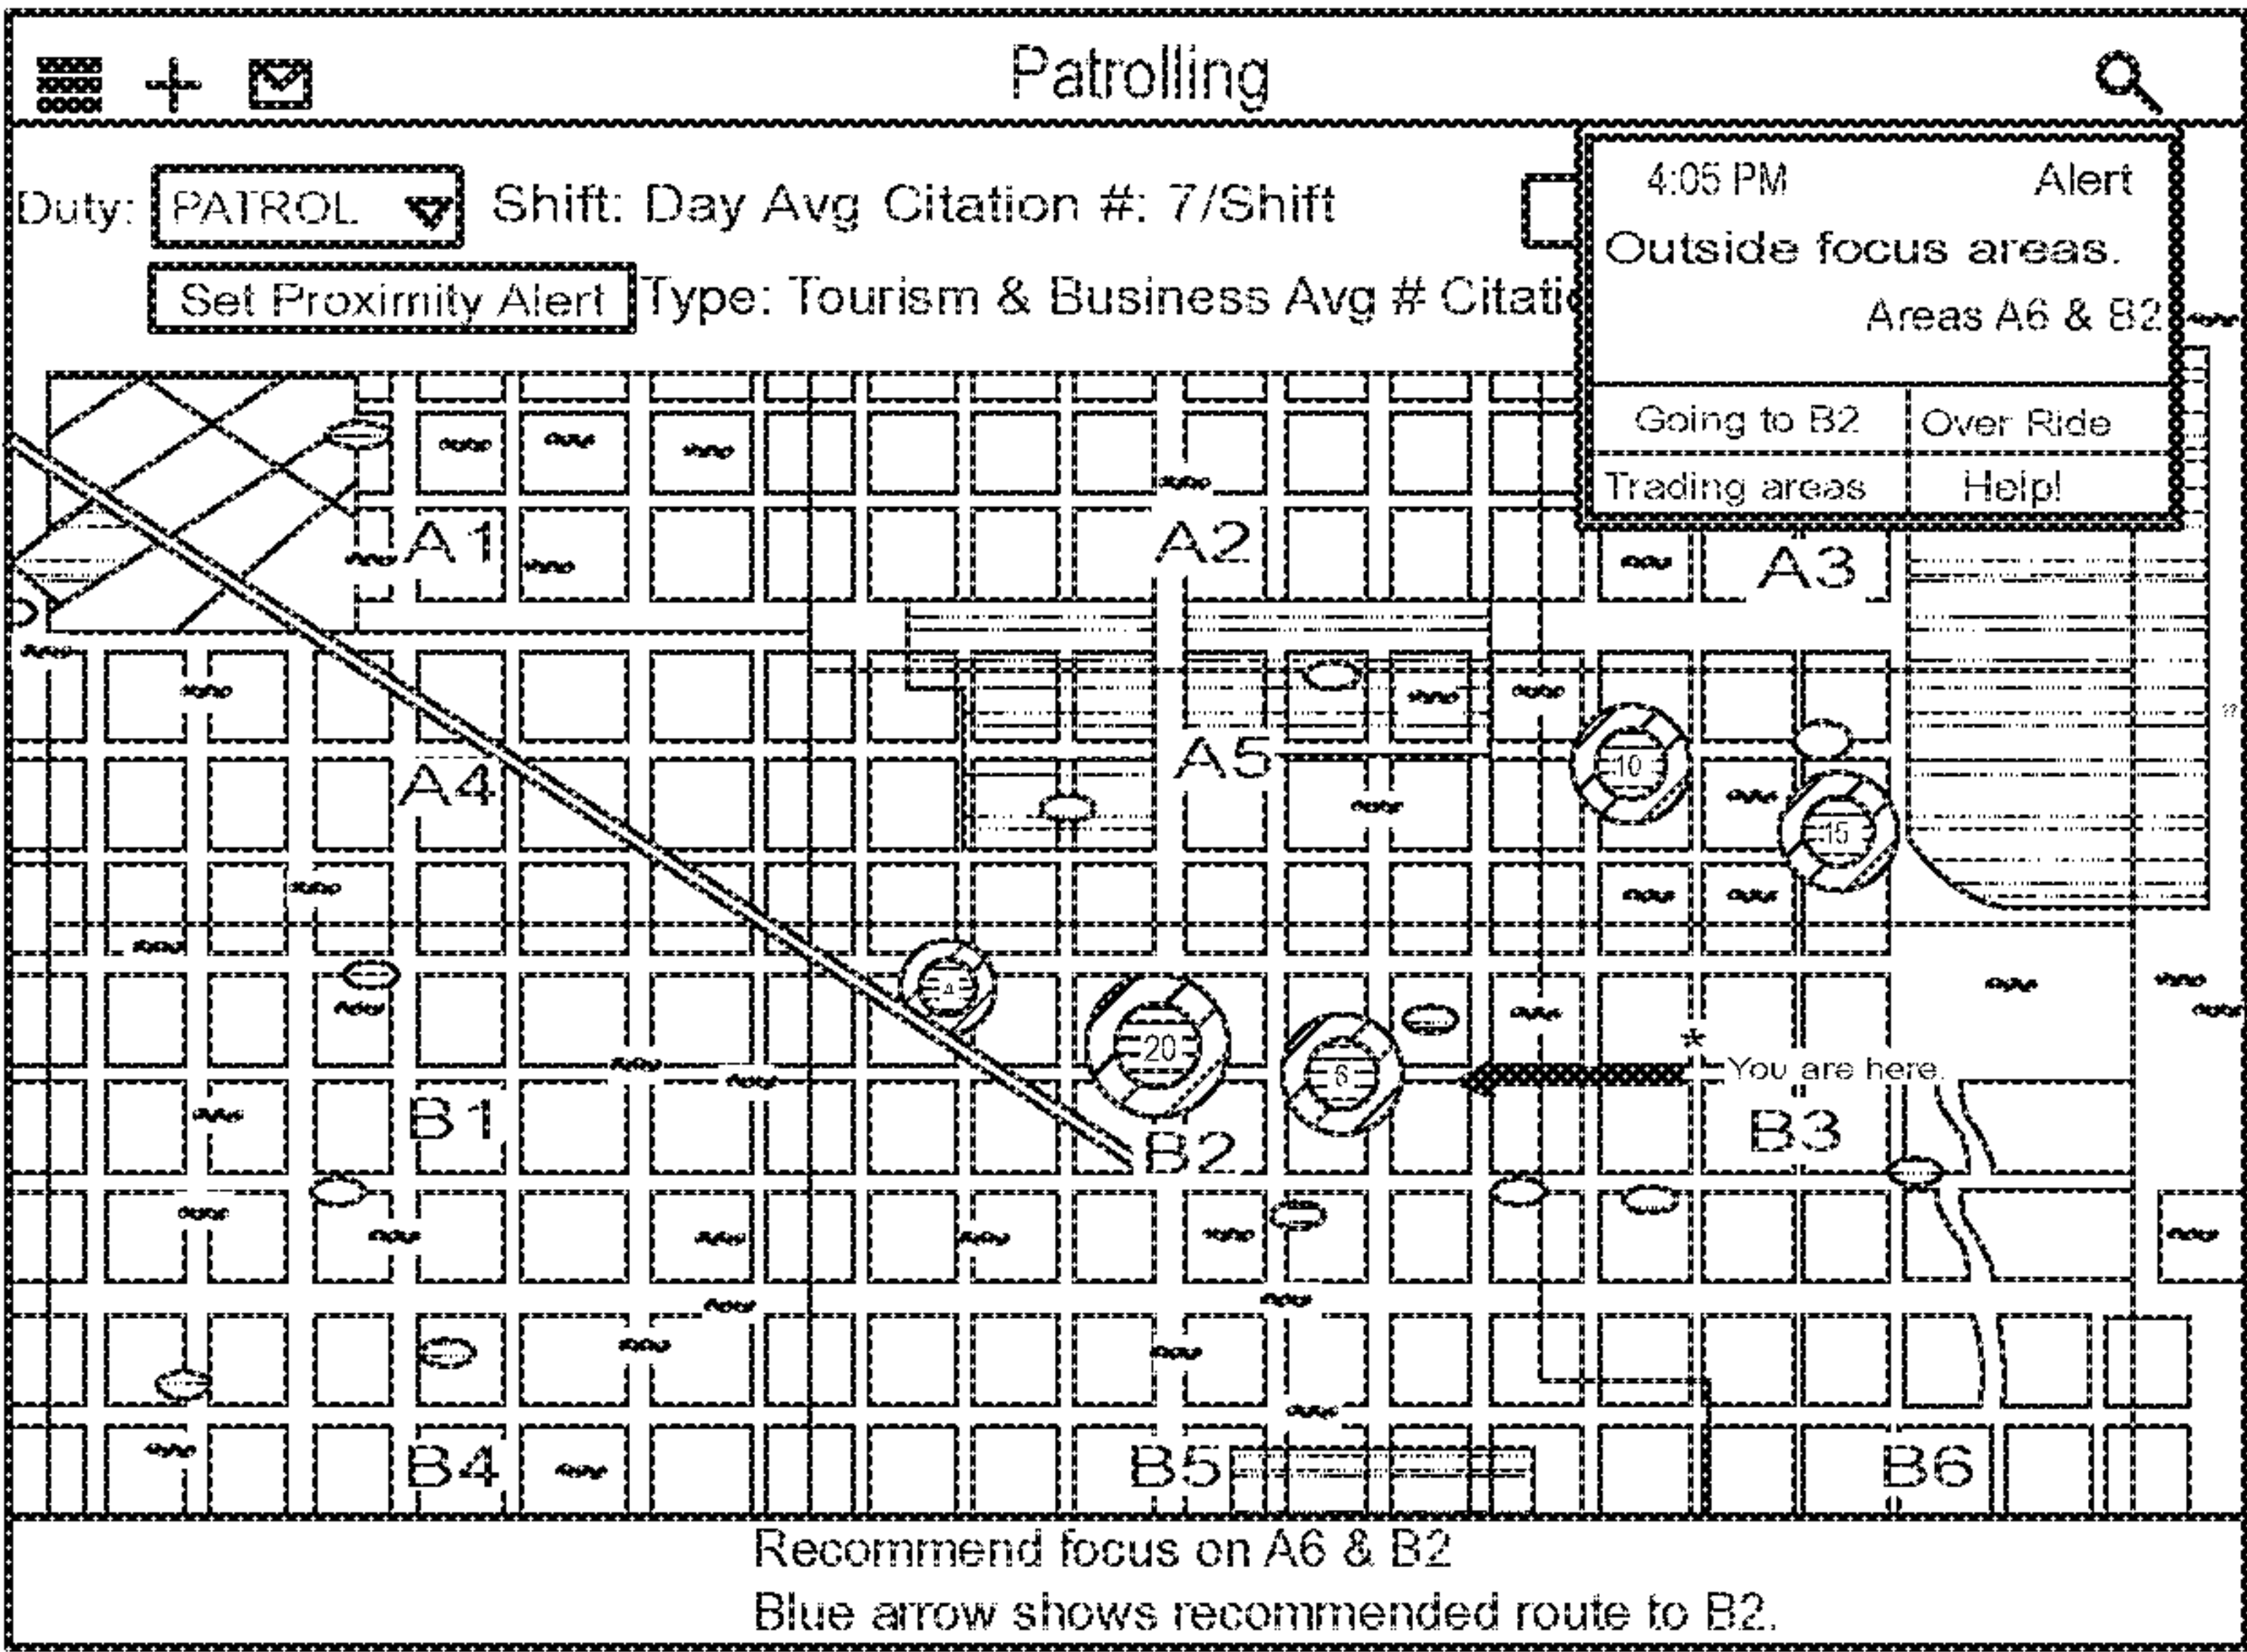 Patrolling
Duty: PATROL Shift: Day Avg Citation #: 7/Shift
Set Proximity Alert Type: Tourism & Business Avg # Citati
4:05 PM Alert
Outside focus areas.
Areas A6 & B2
Going to B2 Over Ride
Trading areas Help!
A1 A2 A3
A4 A5
10
15
4
20
6
You are here.
B1 B2 B3
B4 B5 B6
Recommend focus on A6 & B2
Blue arrow shows recommended route to B2.